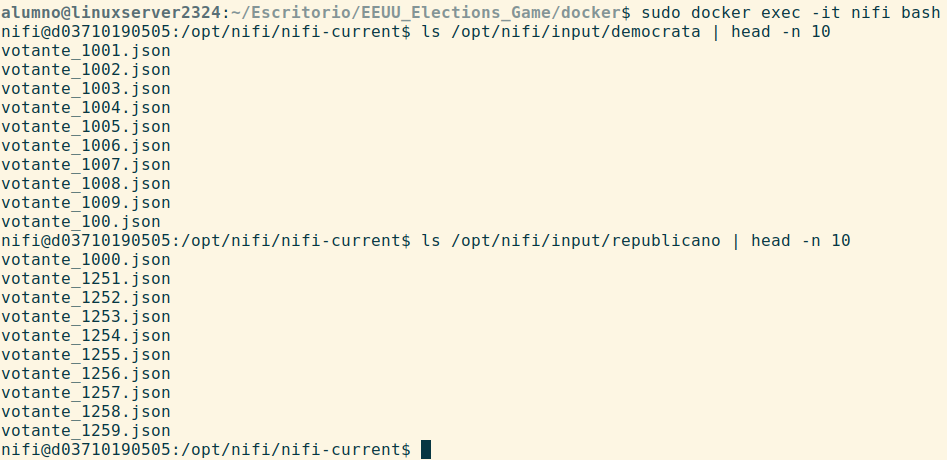 alumno@linuxserver2324:~/Escritorio/EEUU_Elections_Game/docker$ sudo docker exec -it nifi bash
nifi@d03710190505:/opt/nifi/nifi-current$ ls /opt/nifi/input/democrata | head -n 10
votante_1001.json
votante_1002.json
votante_1003.json
votante_1004.json
votante_1005.json
votante_1006.json
votante_1007.json
votante_1008.json
votante_1009.json
votante_100.json
nifi@d03710190505:/opt/nifi/nifi-current$ ls /opt/nifi/input/republicano | head -n 10
votante_1000.json
votante_1251.json
votante_1252.json
votante_1253.json
votante_1254.json
votante_1255.json
votante_1256.json
votante_1257.json
votante_1258.json
votante_1259.json
nifi@d03710190505:/opt/nifi/nifi-current$